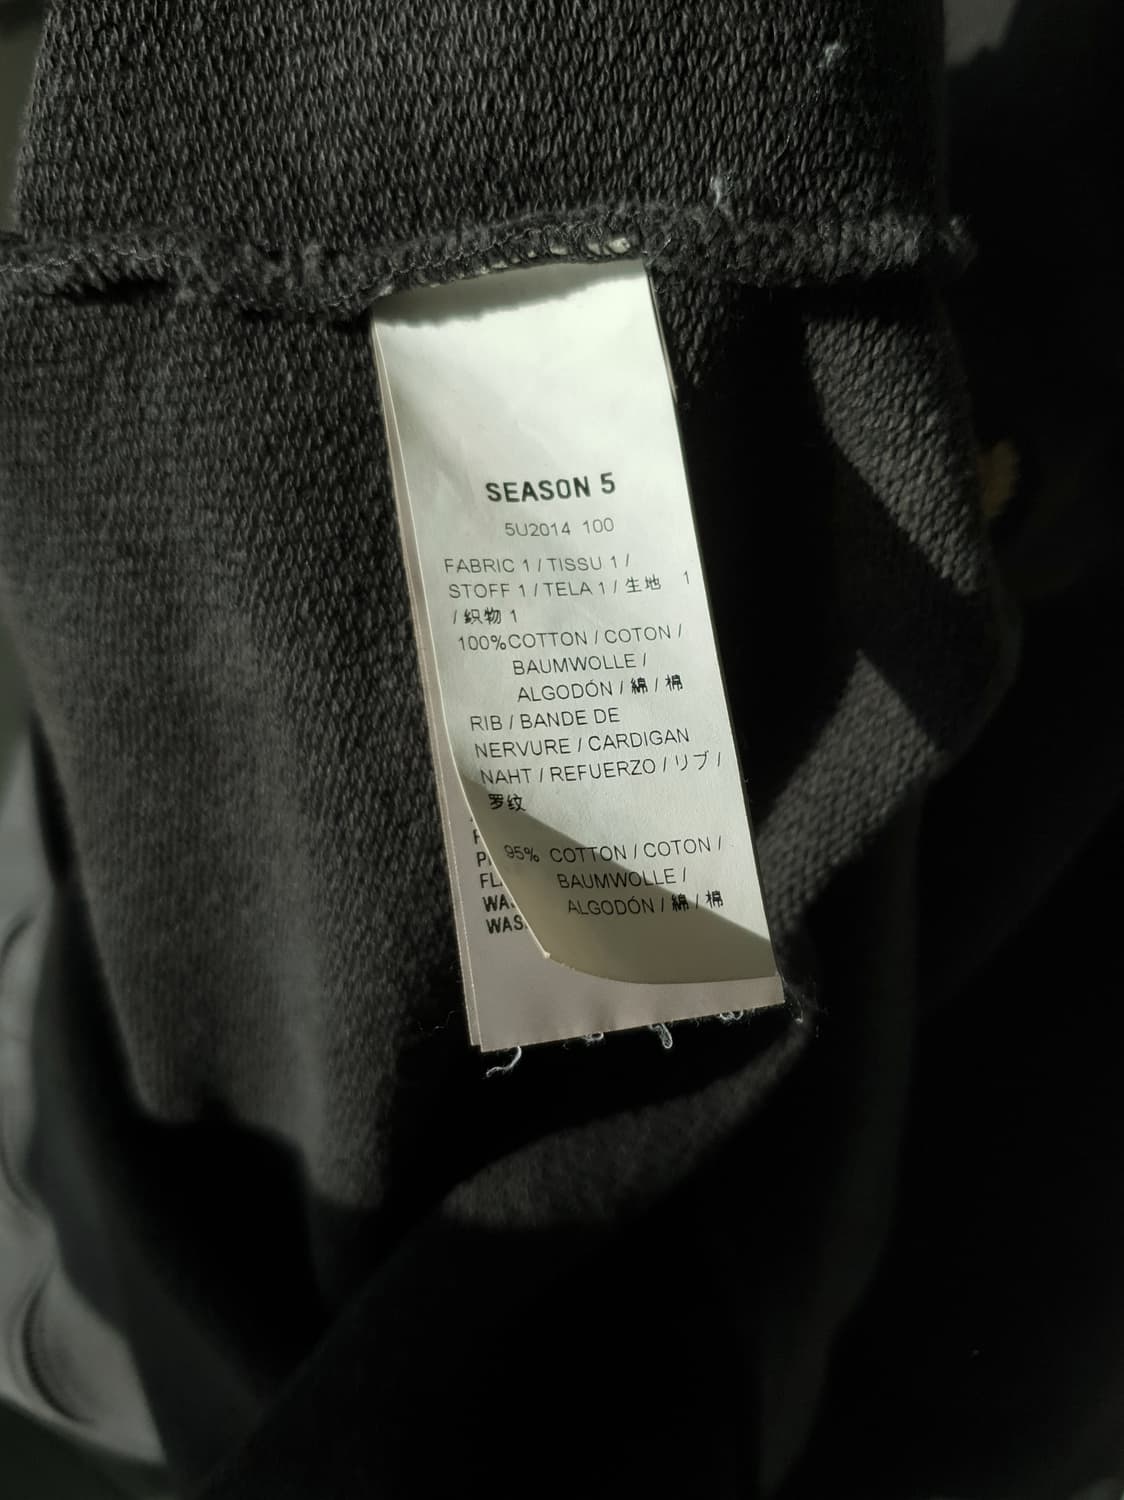 SEASON 5
5U2014 100
FABRIC 1 / TISSU 1 /
STOFF 1 / TELA 1 / 生地 1
/ 织物 1
100%COTTON / COTON /
BAUMWOLLE /
ALGODÓN / 綿 / 棉
RIB / BANDE DE
NERVURE / CARDIGAN
NAHT / REFUERZO / リブ /
罗纹
95% COTTON / COTON /
BAUMWOLLE /
ALGODÓN / 綿 / 棉